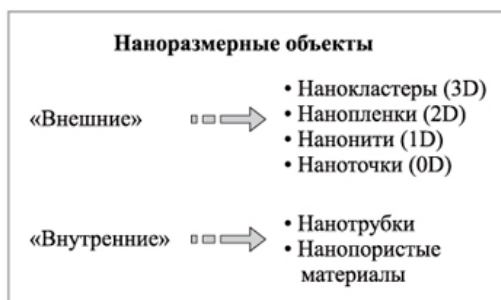 Наноразмерные объекты
«Внешние»
• Нанокластеры (3D)
• Нанопленки (2D)
• Нанонити (1D)
• Наноточки (0D)
«Внутренние»
• Нанотрубки
• Нанопористые
материалы